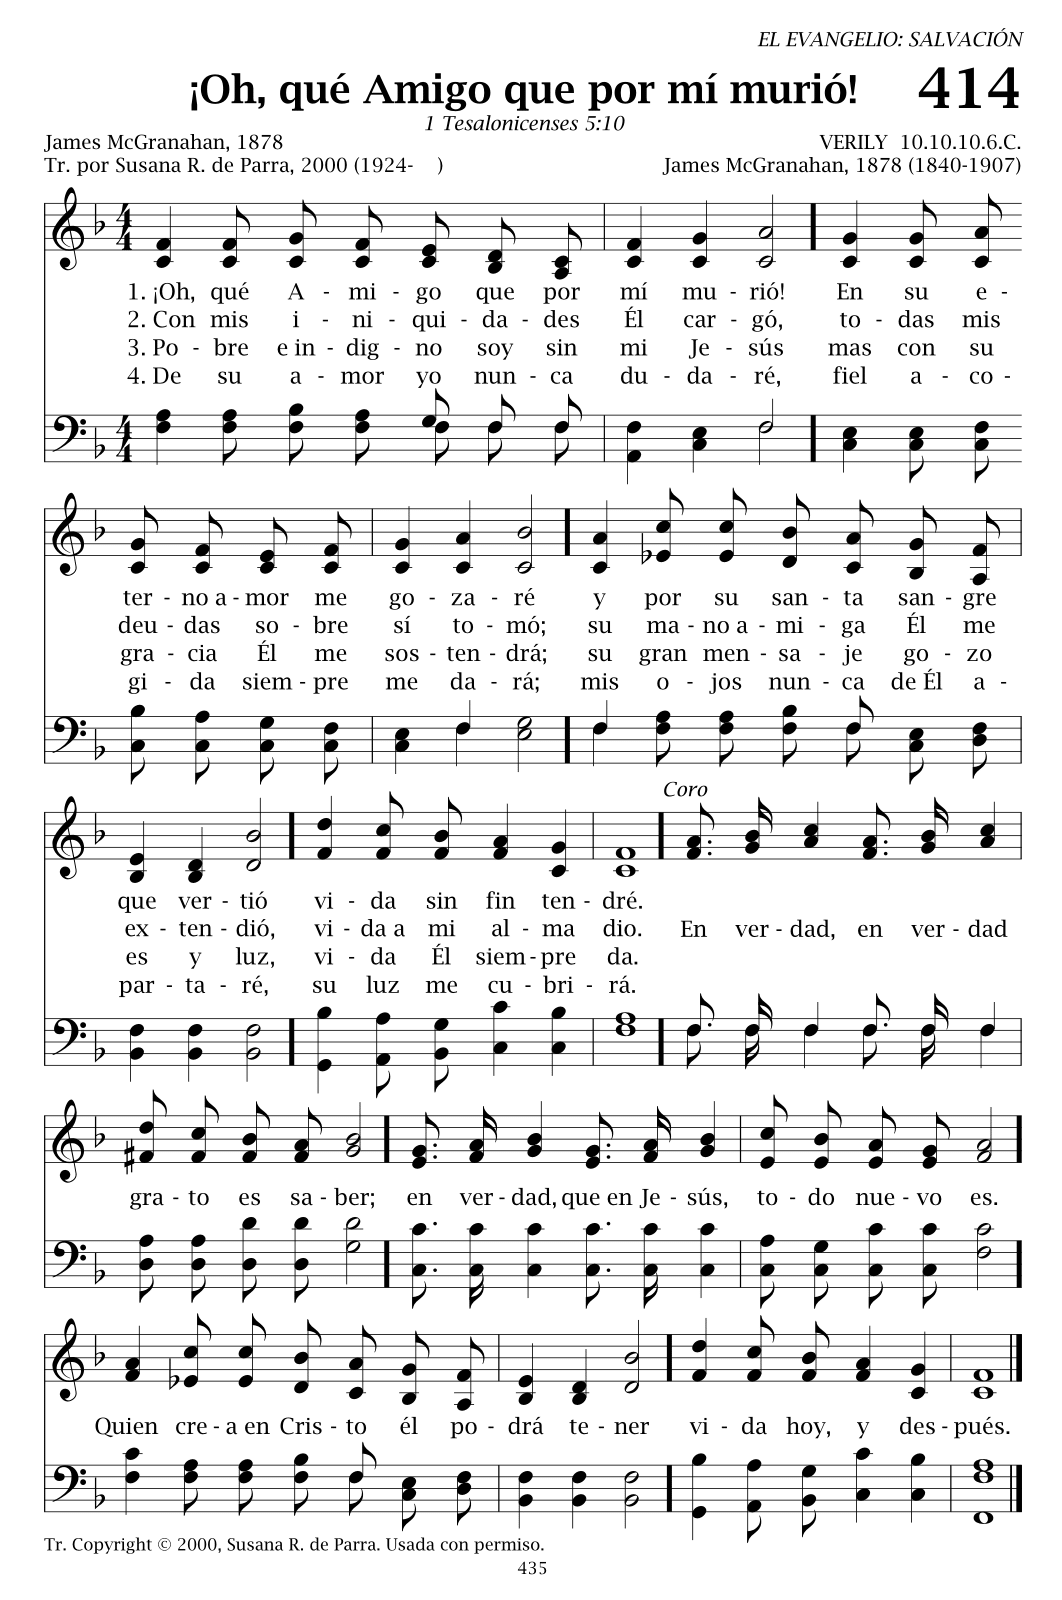 EL EVANGELIO: SALVACIÓN
¡Oh, qué Amigo que por mí murió! 414
1 Tesalonicenses 5:10
James McGranahan, 1878 VERILY 10.10.10.6.C.
Tr. por Susana R. de Parra, 2000 (1924- ) James McGranahan, 1878 (1840-1907)
1. ¡Oh, qué A - mi - go que por mí mu - rió! En su e -
2. Con mis i - ni - qui - da - des Él car - gó, to - das mis
3. Po - bre e in - dig - no soy sin mi Je - sús mas con su
4. De su a - mor yo nun - ca du - da - ré, fiel a - co -
ter - no a - mor me go - za - ré y por su san - ta san - gre
deu - das so - bre sí to - mó; su ma - no a - mi - ga Él me
gra - cia Él me sos - ten - drá; su gran men - sa - je go - zo
gi - da siem - pre me da - rá; mis o - jos nun - ca de Él a -
Coro
que ver - tió vi - da sin fin ten - dré.
ex - ten - dió, vi - da a mi al - ma dio. En ver - dad, en ver - dad
es y luz, vi - da Él siem - pre da.
par - ta - ré, su luz me cu - bri - rá.
gra - to es sa - ber; en ver - dad, que en Je - sús, to - do nue - vo es.
Quien cre - a en Cris - to él po - drá te - ner vi - da hoy, y des - pués.
Tr. Copyright © 2000, Susana R. de Parra. Usada con permiso.
435